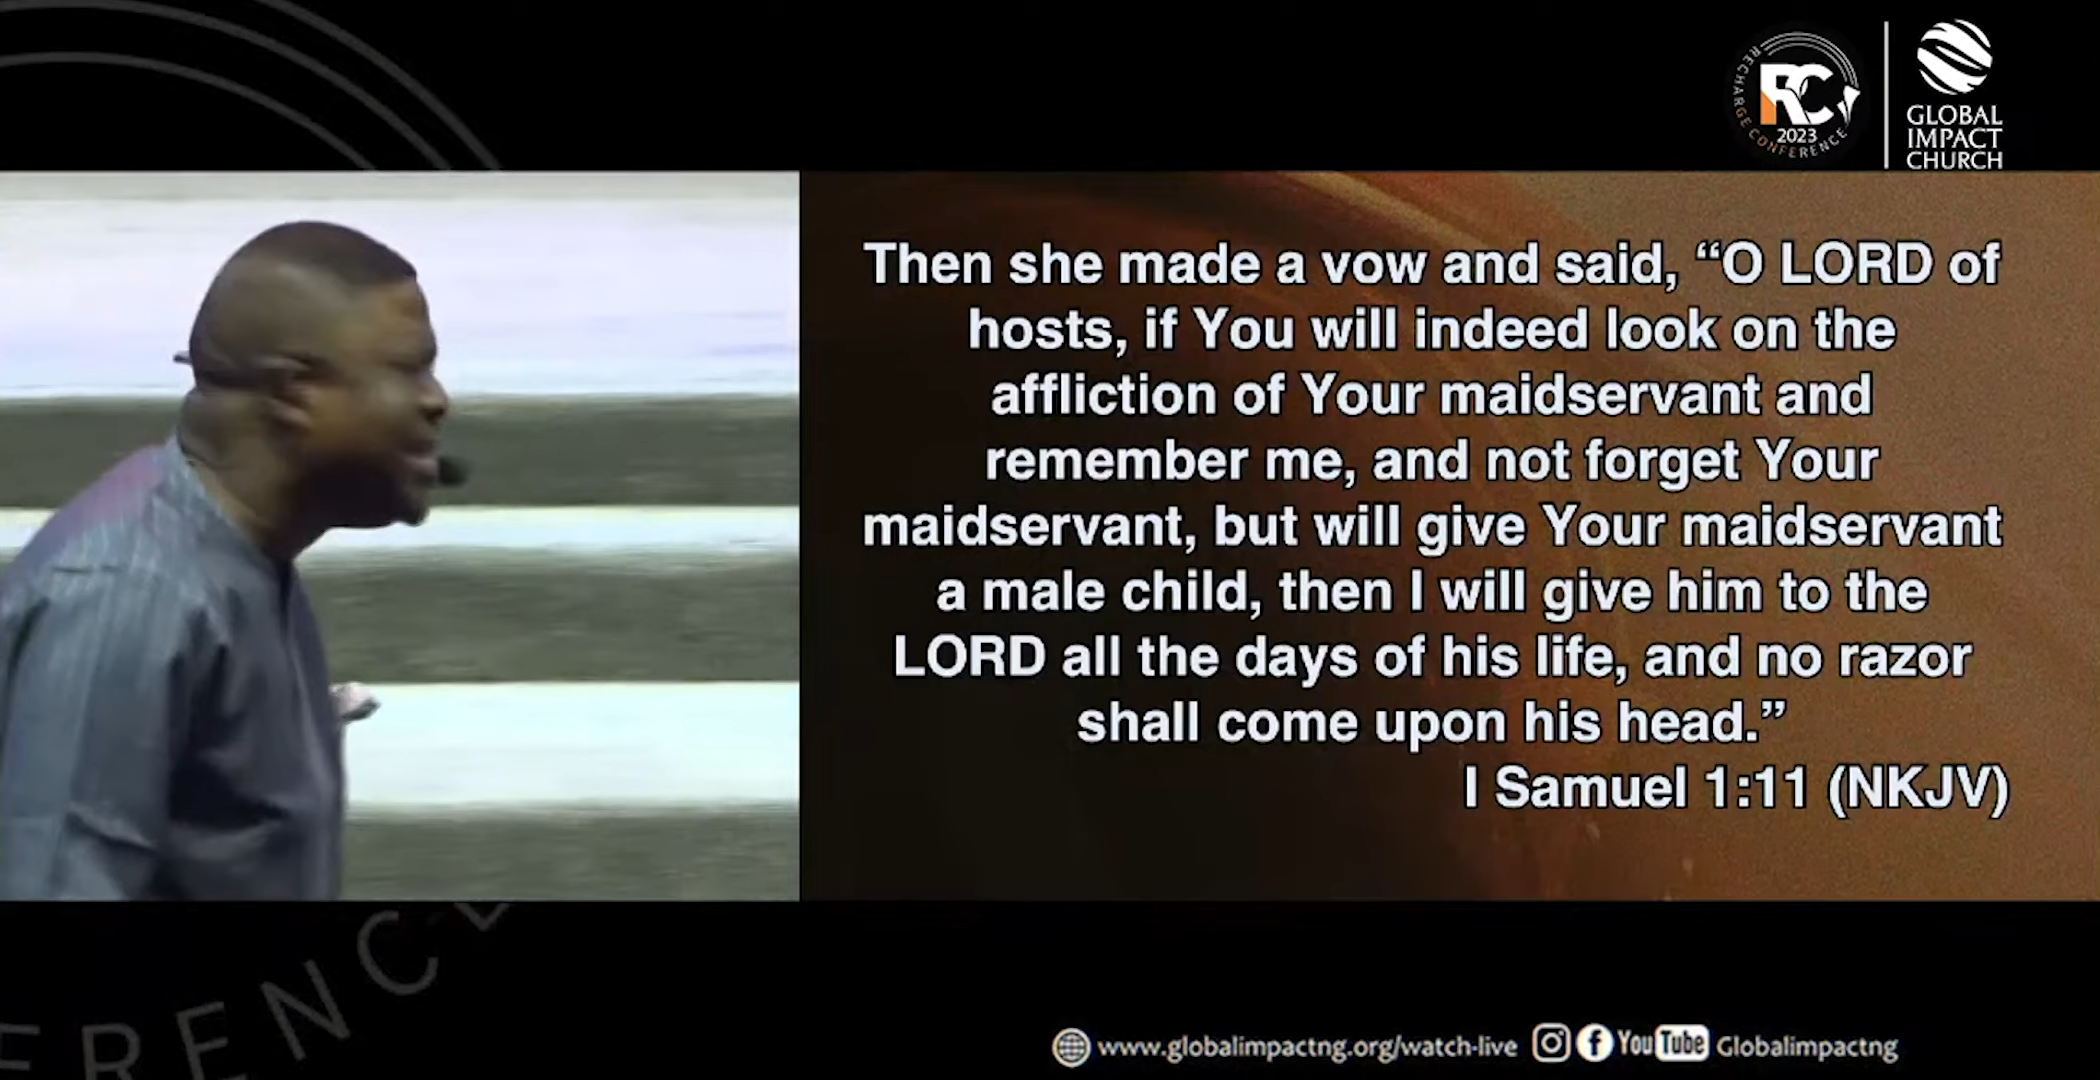 RECHARGE CONFERENCE
RC
2023
GLOBAL
IMPACT
CHURCH
Then she made a vow and said, “O LORD of
hosts, if You will indeed look on the
affliction of Your maidservant and
remember me, and not forget Your
maidservant, but will give Your maidservant
a male child, then I will give him to the
LORD all the days of his life, and no razor
shall come upon his head.”
I Samuel 1:11 (NKJV)
FERENCE
www.globalimpactng.org/watch-live
YouTube Globalimpactng